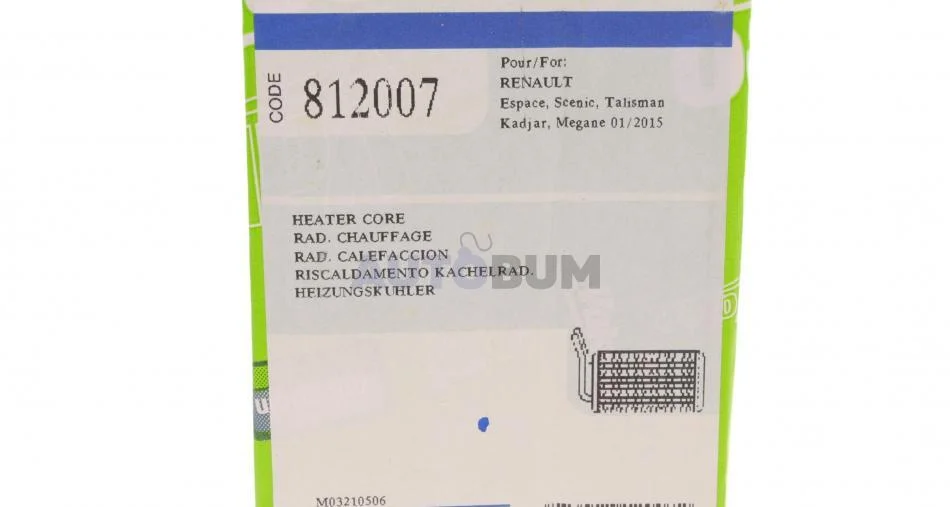 CODE
812007
Pour/For:
RENAULT
Espace, Scenic, Talisman
Kadjar, Megane 01/2015
HEATER CORE
RAD. CHAUFFAGE
RAD. CALEFACCION
RISCALDAMENTO KACHELRAD.
HEIZUNGSKUHLER
AUTOBUM
M03210506